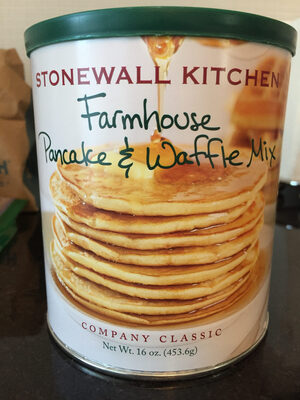 STONEWALL KITCHEN
Farmhouse
Pancake & Waffle Mix
COMPANY CLASSIC
Net Wt. 16 oz. (453.6g)